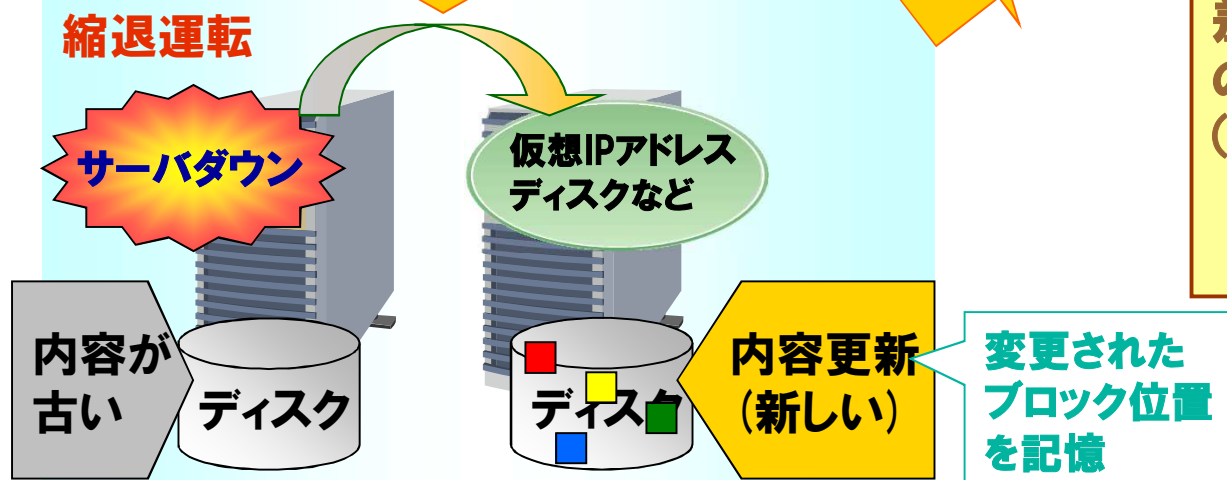 縮退運転
サーバダウン
仮想IPアドレス
ディスクなど
内容が
古い
ディスク
ディスク
内容更新
(新しい)
変更された
ブロック位置
を記憶
の
(